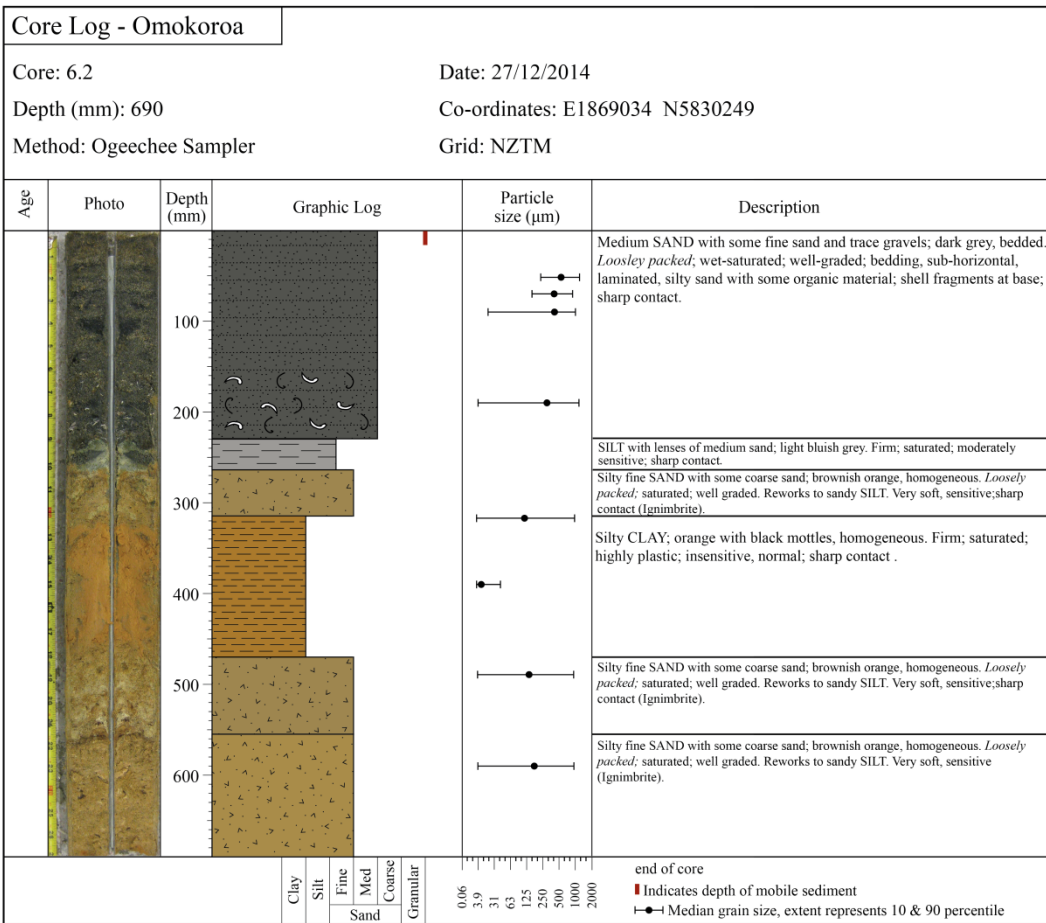 Core Log - Omokoroa
Core: 6.2
Date: 27/12/2014
Depth (mm): 690
Co-ordinates: E1869034 N5830249
Method: Ogeechee Sampler
Grid: NZTM
Age
Photo
Depth
(mm)
Graphic Log
Particle
size (μm)
Description
100
200
300
400
500
600
Medium SAND with some fine sand and trace gravels; dark grey, bedded.
Loosley packed; wet-saturated; well-graded; bedding, sub-horizontal,
laminated, silty sand with some organic material; shell fragments at base;
sharp contact.
SILT with lenses of medium sand; light bluish grey. Firm; saturated; moderately
sensitive; sharp contact.
Silty fine SAND with some coarse sand; brownish orange, homogeneous. Loosely
packed; saturated; well graded. Reworks to sandy SILT. Very soft, sensitive;sharp
contact (Ignimbrite).
Silty CLAY; orange with black mottles, homogeneous. Firm; saturated;
highly plastic; insensitive, normal; sharp contact .
Silty fine SAND with some coarse sand; brownish orange, homogeneous. Loosely
packed; saturated; well graded. Reworks to sandy SILT. Very soft, sensitive;sharp
contact (Ignimbrite).
Silty fine SAND with some coarse sand; brownish orange, homogeneous. Loosely
packed; saturated; well graded. Reworks to sandy SILT. Very soft, sensitive
(Ignimbrite).
Clay
Silt
Fine
Med
Coarse
Granular
Sand
0.06
3.9
31
63
125
250
500
1000
2000
end of core
Indicates depth of mobile sediment
Median grain size, extent represents 10 & 90 percentile